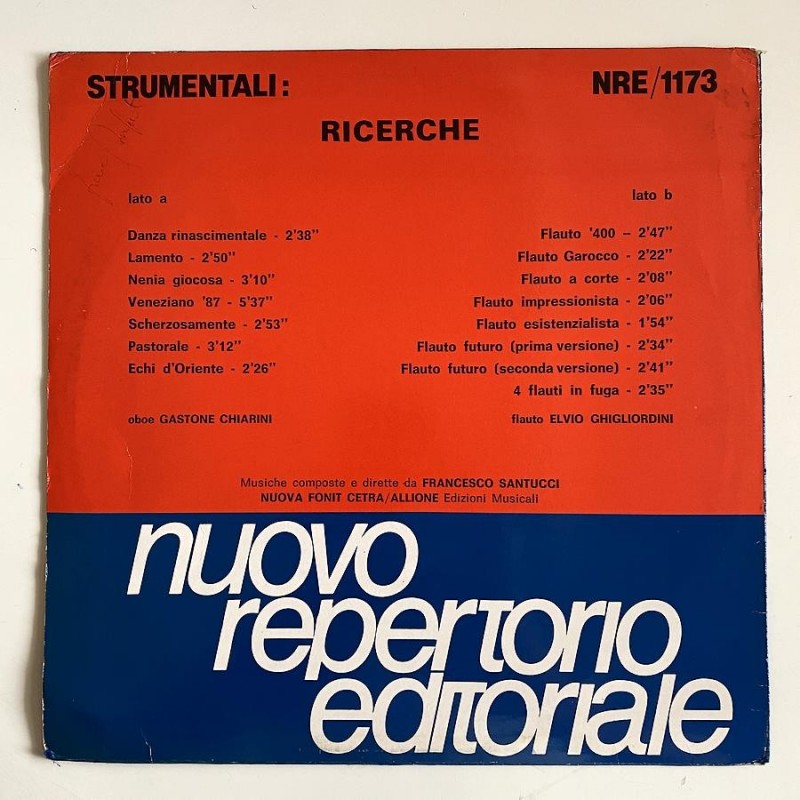 STRUMENTALI:
NRE/1173
RICERCHE
lato a
Danza rinascimentale - 2'38"
Lamento - 2'50"
Nenia giocosa - 3'10"
Veneziano '87 - 5'37"
Scherzosamente - 2'53"
Pastorale - 3'12"
Echi d'Oriente - 2'26"
oboe GASTONE CHIARINI
lato b
Flauto '400 – 2'47"
Flauto Garocco - 2'22"
Flauto a corte - 2'08"
Flauto impressionista - 2'06"
Flauto esistenzialista - 1'54"
Flauto futuro (prima versione) - 2'34"
Flauto futuro (seconda versione) - 2'41"
4 flauti in fuga - 2'35"
flauto ELVIO GHIGLIORDINI
Musiche composte e dirette da FRANCESCO SANTUCCI
NUOVA FONIT CETRA/ALLIONE Edizioni Musicali
nuovo
repertorio
editoriale